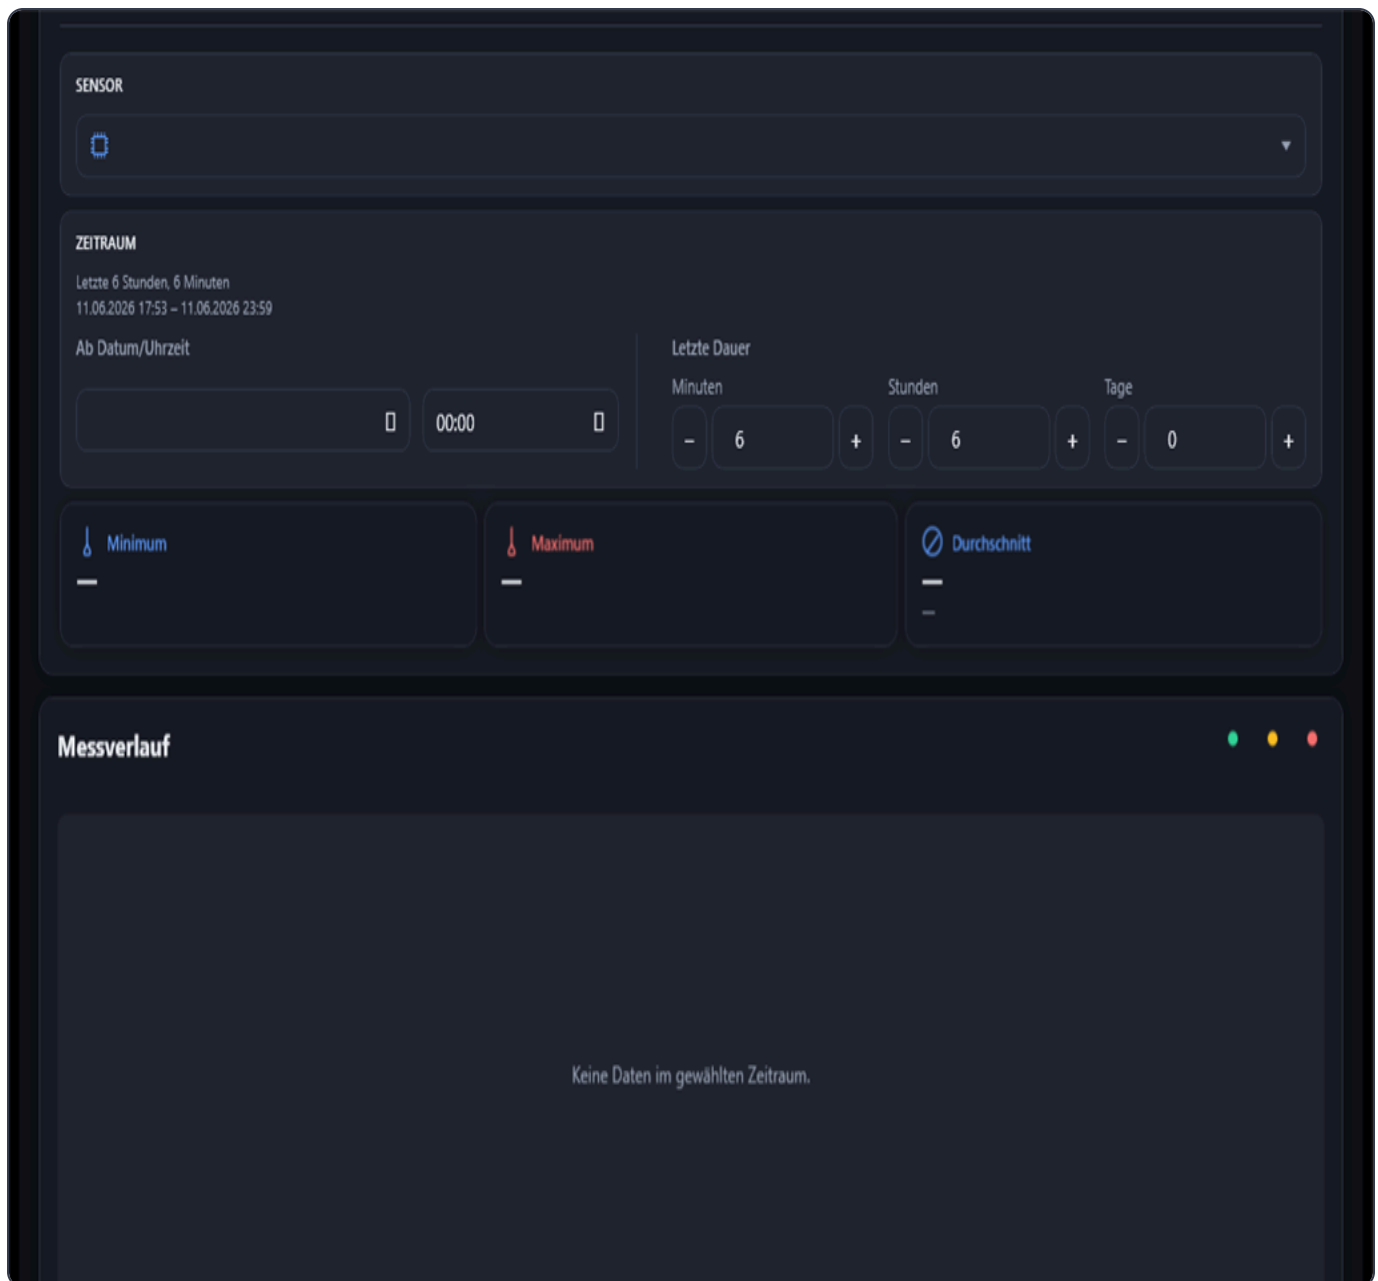 SENSOR
ZEITRAUM
Letzte 6 Stunden, 6 Minuten
11.06.2026 17:53 – 11.06.2026 23:59
Ab Datum/Uhrzeit
Letzte Dauer
Minuten
Stunden
Tage
00:00
– 6 +
– 6 +
– 0 +
Minimum
—
Maximum
—
Durchschnitt
—
–
Messverlauf
Keine Daten im gewählten Zeitraum.